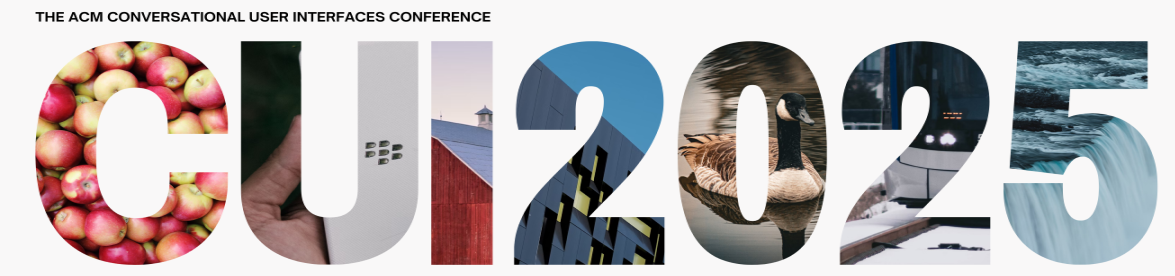 THE ACM CONVERSATIONAL USER INTERFACES CONFERENCE
CUI2025